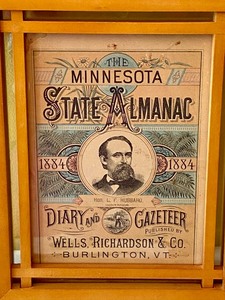 THE
MINNESOTA
STATE ALMANAC
1884 1884
HON. L. F. HUBBARD.
DIARY AND GAZETEER
PUBLISHED BY
WELLS, RICHARDSON & CO.
BURLINGTON, VT.